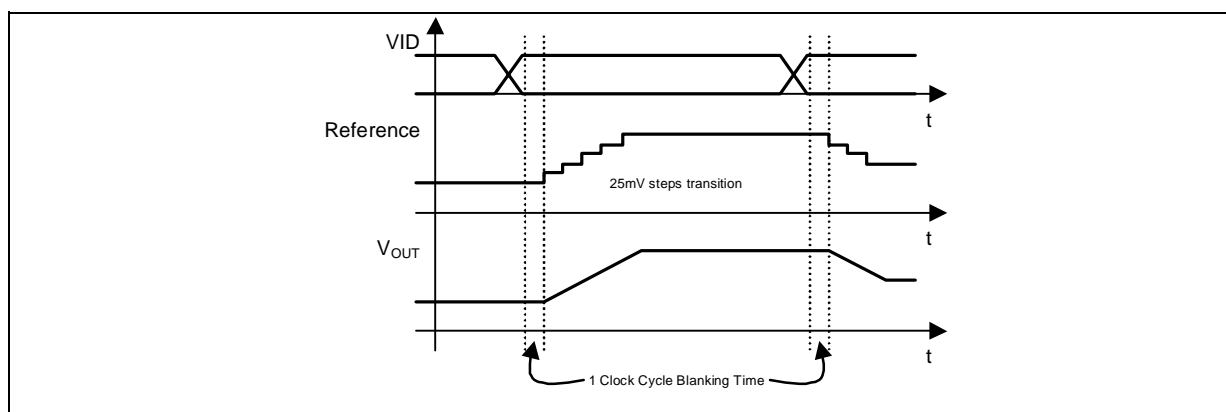 VID
t
Reference
25mV steps transition
t
VOUT
t
1 Clock Cycle Blanking Time